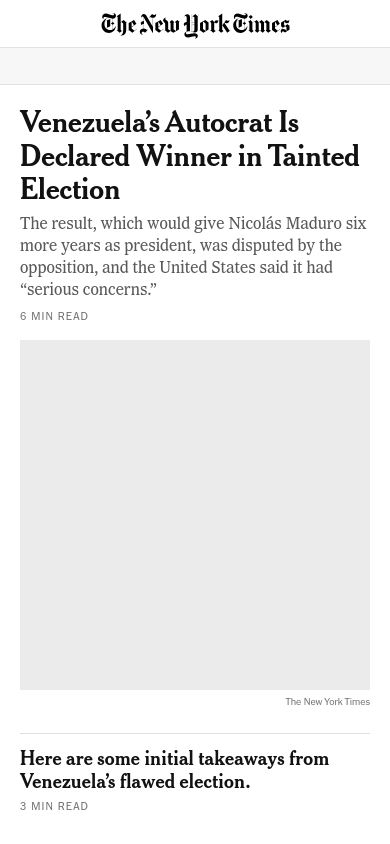 The New York Times
Venezuela’s Autocrat Is
Declared Winner in Tainted
Election
The result, which would give Nicolás Maduro six
more years as president, was disputed by the
opposition, and the United States said it had
“serious concerns.”
6 MIN READ
The New York Times
Here are some initial takeaways from
Venezuela’s flawed election.
3 MIN READ